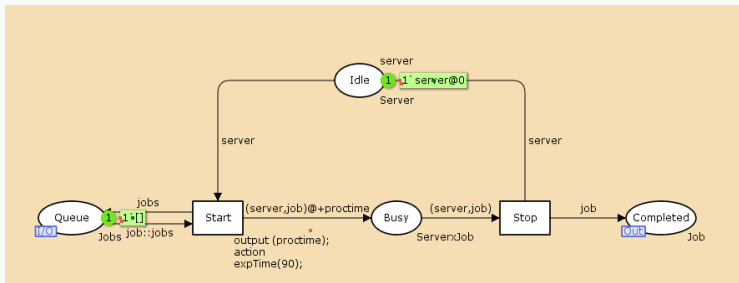 server
Idle
1
1`server@0
Server
server
server
jobs
(server,job)@+proctime
(server,job)
job
Queue
1
1`[]
Start
Busy
Stop
Completed
I/O
Jobs
job::jobs
output (proctime);
action
expTime(90);
ServerxJob
Out
Job